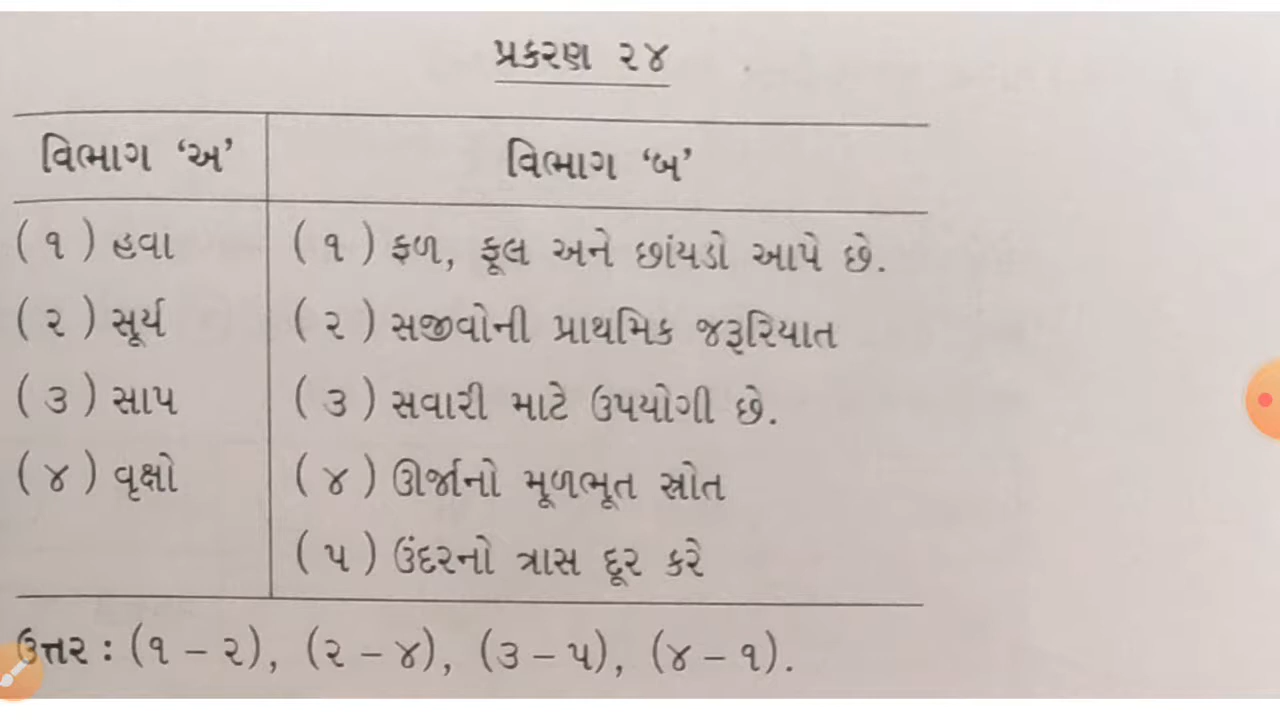 પ્રકરણ ૨૪
વિભાગ ‘અ’ વિભાગ ‘બ’
(૧) હવા (૧) ફળ, ફૂલ અને છાંયડો આપે છે.
(૨) સૂર્ય (૨) સજીવોની પ્રાથમિક જરૂરિયાત
(૩) સાપ (૩) સવારી માટે ઉપયોગી છે.
(૪) વૃક્ષો (૪) ઊર્જાનો મૂળભૂત સ્રોત
(૫) ઉંદરનો ત્રાસ દૂર કરે
ઉત્તર : (૧ – ૨), (૨ – ૪), (૩ – ૫), (૪ – ૧).